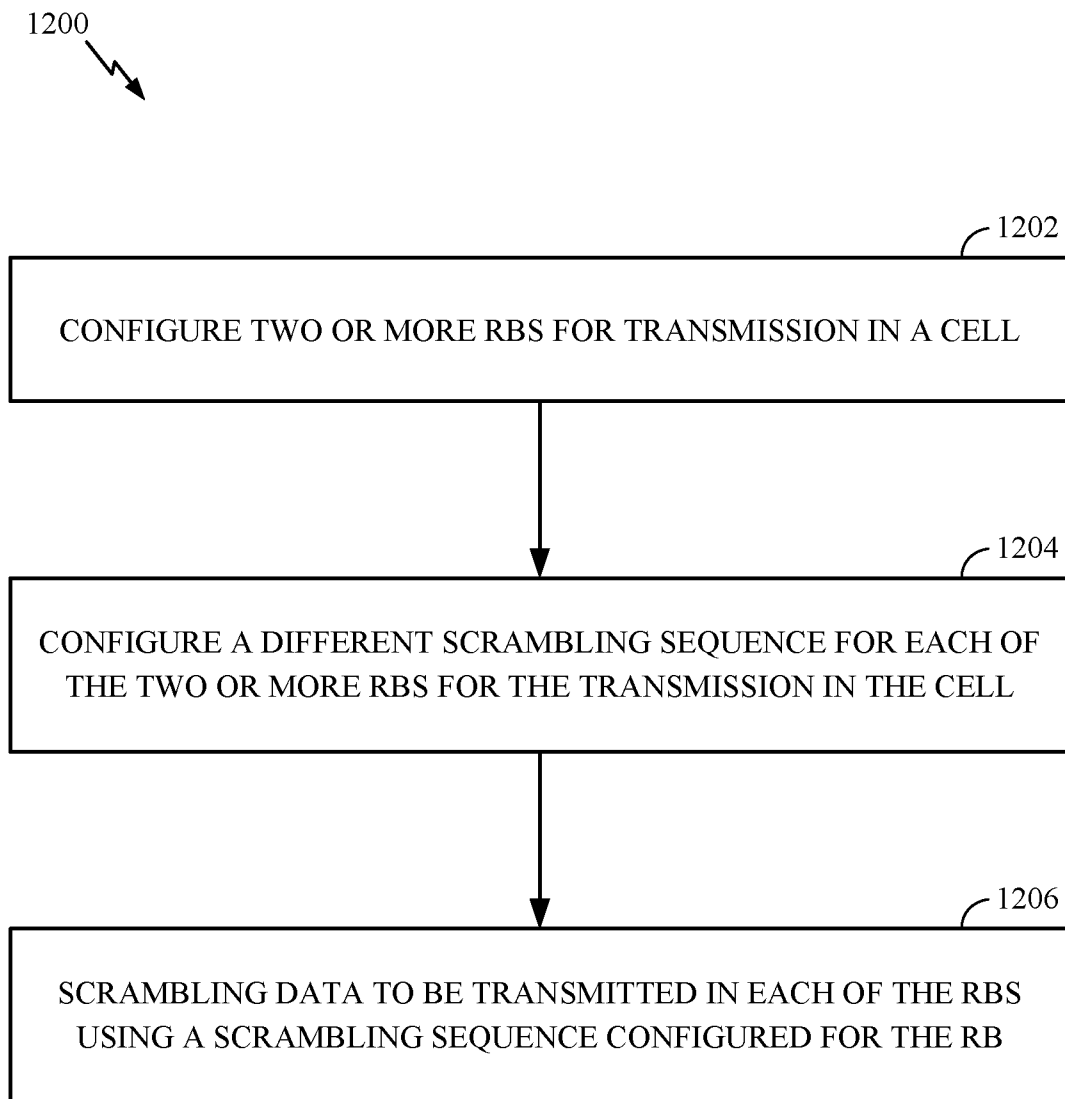 1200
1202
CONFIGURE TWO OR MORE RBS FOR TRANSMISSION IN A CELL
1204
CONFIGURE A DIFFERENT SCRAMBLING SEQUENCE FOR EACH OF
THE TWO OR MORE RBS FOR THE TRANSMISSION IN THE CELL
1206
SCRAMBLING DATA TO BE TRANSMITTED IN EACH OF THE RBS
USING A SCRAMBLING SEQUENCE CONFIGURED FOR THE RB